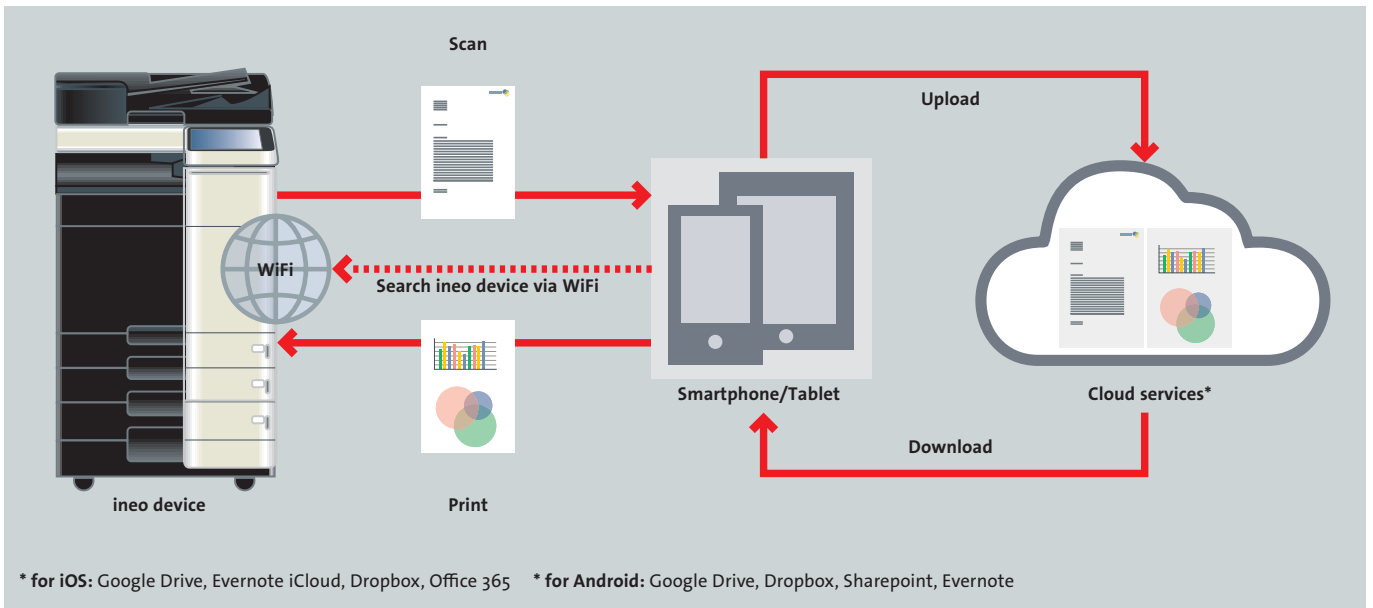 Scan
Upload
WiFi
Search ineo device via WiFi
Smartphone/Tablet
Cloud services*
Download
ineo device
Print
* for iOS: Google Drive, Evernote iCloud, Dropbox, Office 365 * for Android: Google Drive, Dropbox, Sharepoint, Evernote